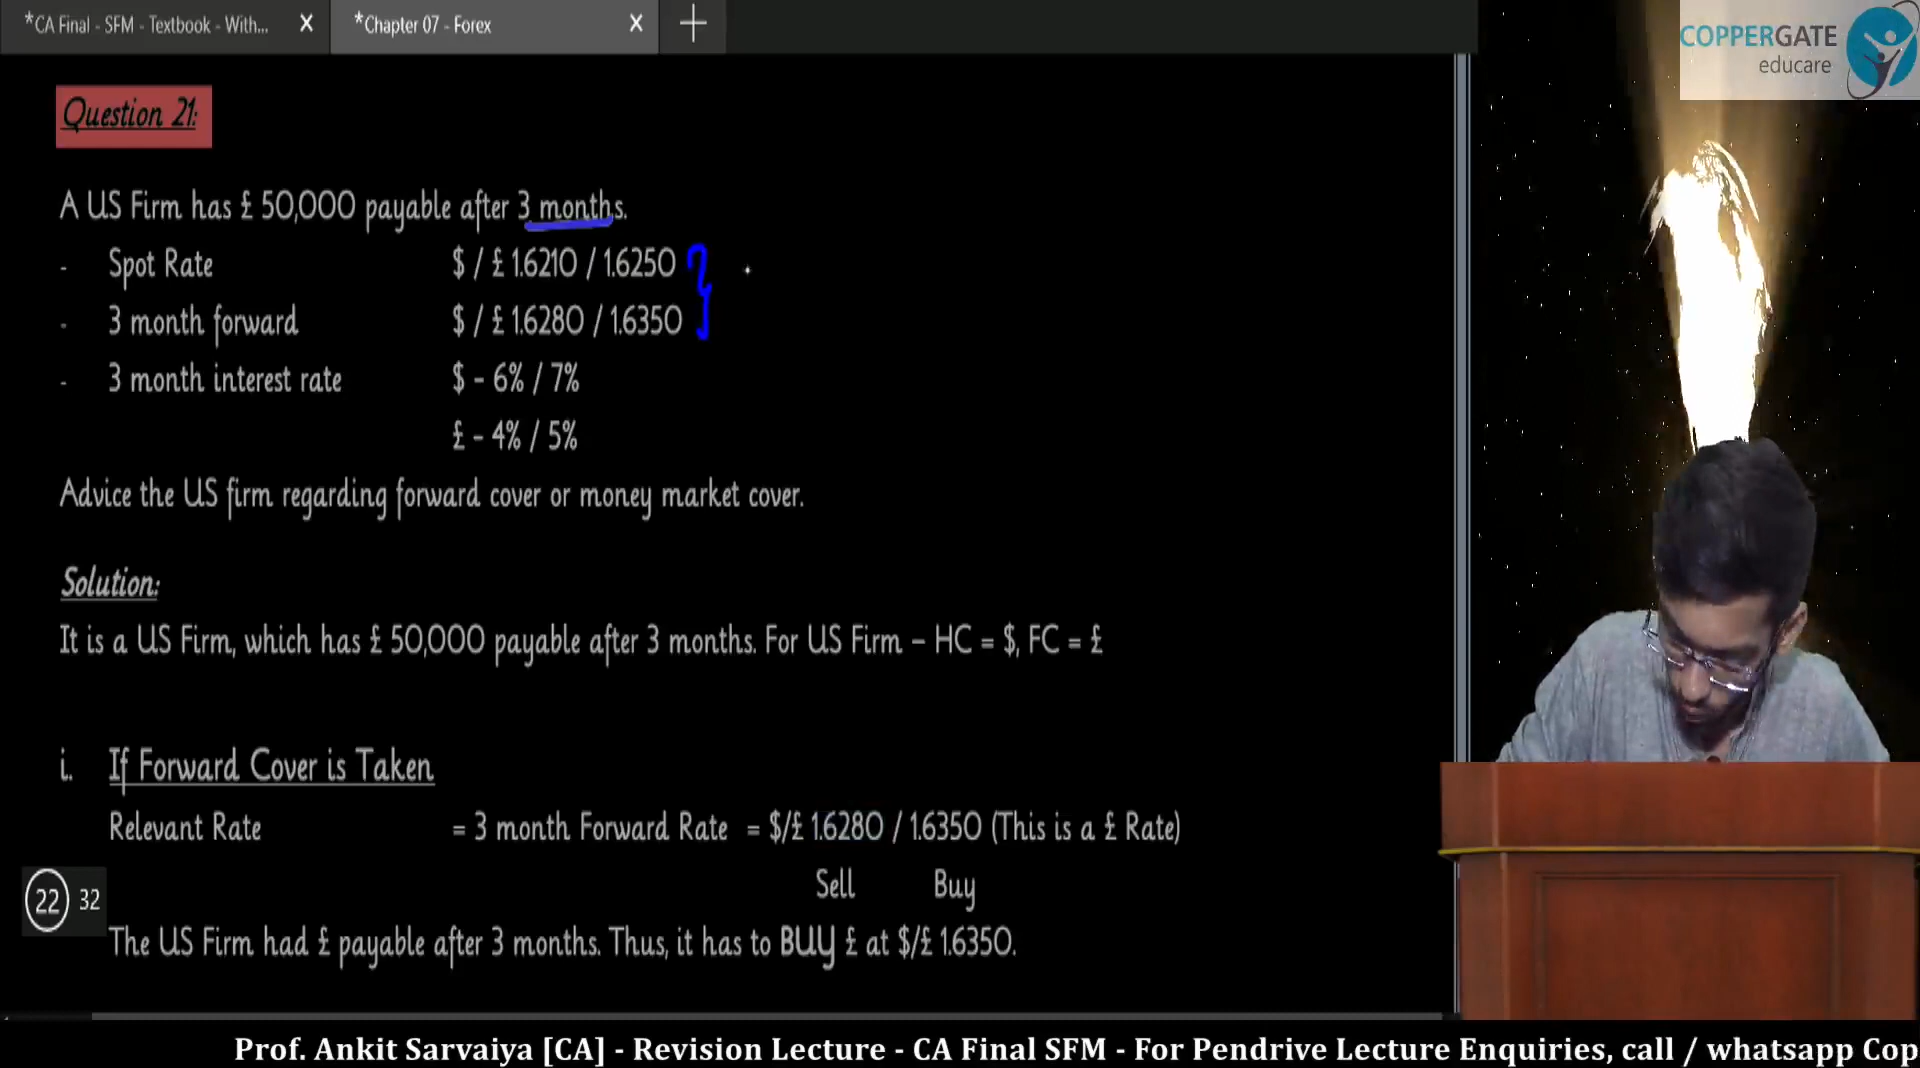 *CA Final - SFM - Textbook - With...
*Chapter 07 - Forex
COPPERGATE
educare
Question 21:
A US Firm has £ 50,000 payable after 3 months.
- Spot Rate $ / £ 1.6210 / 1.6250
- 3 month forward $ / £ 1.6280 / 1.6350
- 3 month interest rate $ - 6% / 7%
£ - 4% / 5%
Advice the US firm regarding forward cover or money market cover.
Solution:
It is a US Firm, which has £ 50,000 payable after 3 months. For US Firm – HC = $, FC = £
i. If Forward Cover is Taken
Relevant Rate = 3 month Forward Rate = $/£ 1.6280 / 1.6350 (This is a £ Rate)
Sell Buy
22 32
The US Firm had £ payable after 3 months. Thus, it has to BUY £ at $/£ 1.6350.
Prof. Ankit Sarvaiya [CA] - Revision Lecture - CA Final SFM - For Pendrive Lecture Enquiries, call / whatsapp Cop